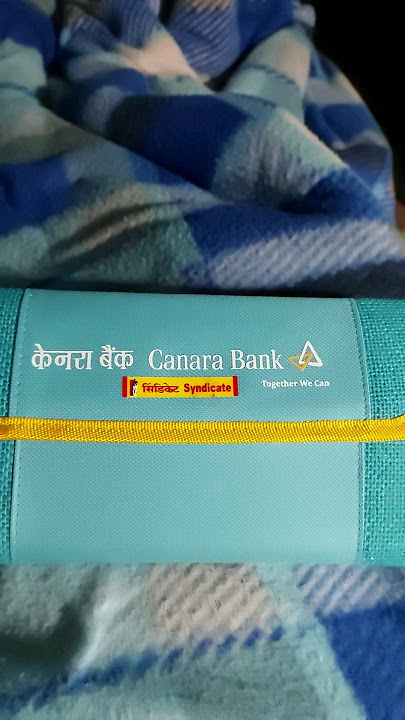 केनरा बैंक Canara Bank
सिंडिकेट Syndicate
Together We Can